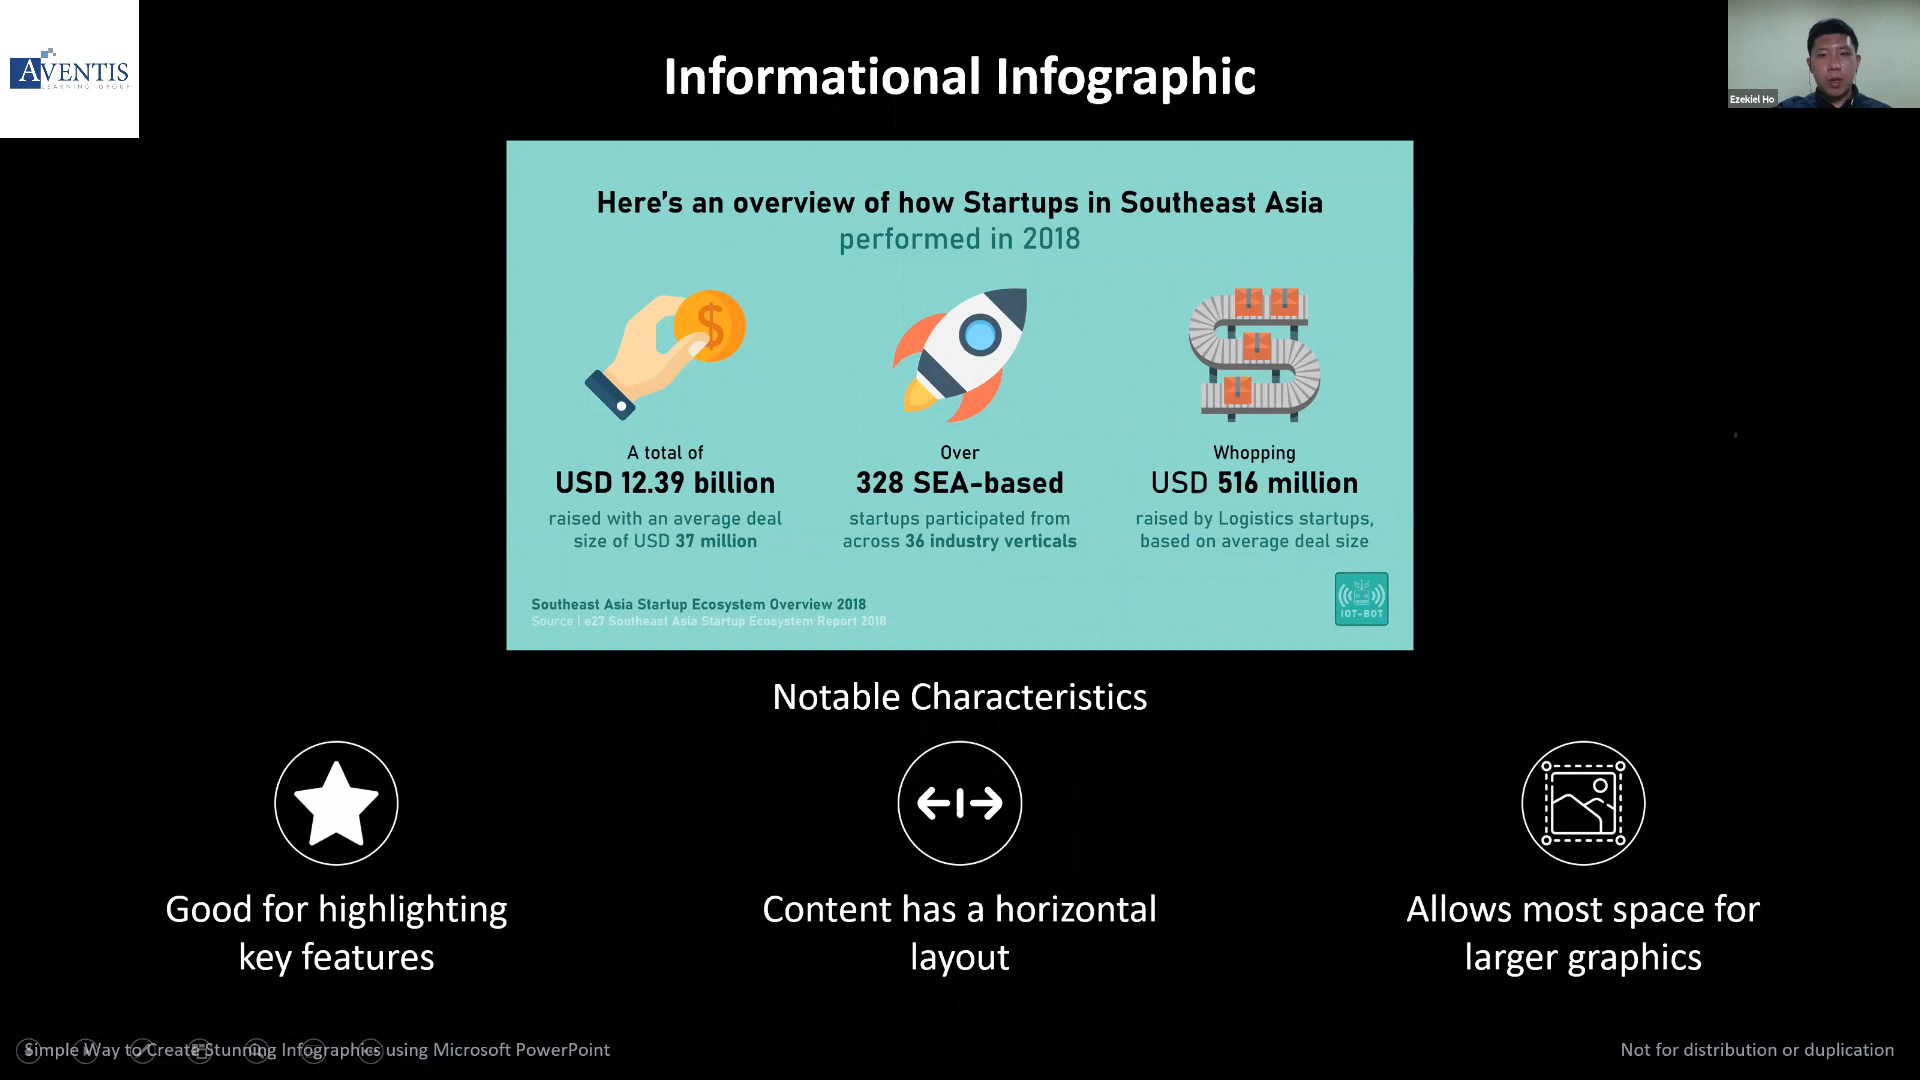 AVENTIS
LEARNING GROUP
Informational Infographic
Ezekiel Ho
Here's an overview of how Startups in Southeast Asia
performed in 2018
$
A total of
USD 12.39 billion
raised with an average deal
size of USD 37 million
Over
328 SEA-based
startups participated from
across 36 industry verticals
Whopping
USD 516 million
raised by Logistics startups,
based on average deal size
Southeast Asia Startup Ecosystem Overview 2018
Source | e27 Southeast Asia Startup Ecosystem Report 2018
IOT-BOT
Notable Characteristics
Good for highlighting
key features
Content has a horizontal
layout
Allows most space for
larger graphics
Simple Way to Create Stunning Infographics using Microsoft PowerPoint
Not for distribution or duplication